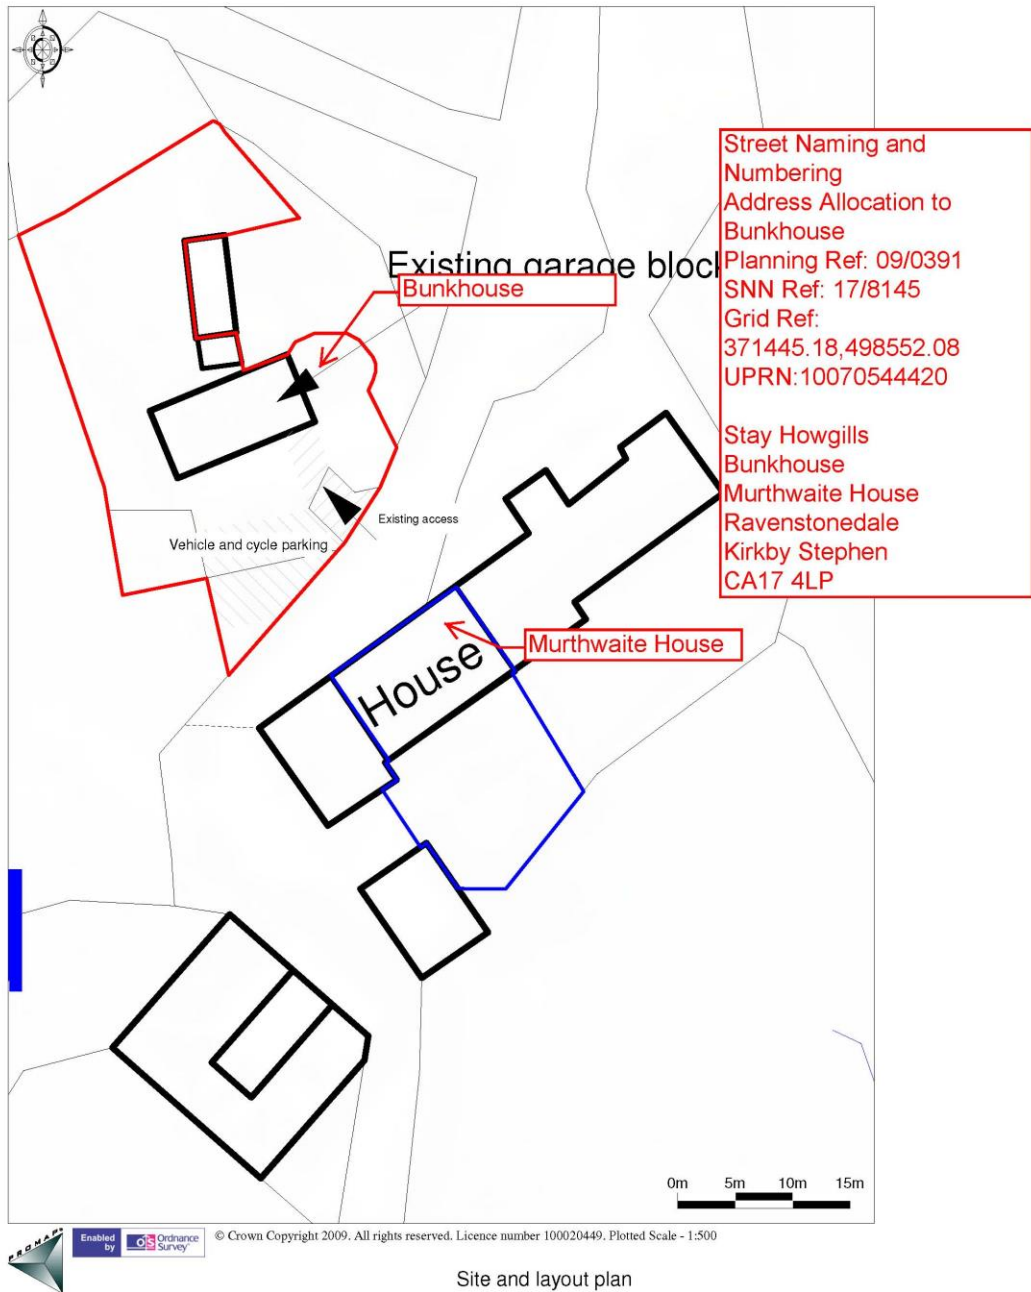 Street Naming and
Numbering
Address Allocation to
Bunkhouse
Planning Ref: 09/0391
SNN Ref: 17/8145
Grid Ref:
371445.18,498552.08
UPRN:10070544420
Stay Howgills
Bunkhouse
Murthwaite House
Ravenstonedale
Kirkby Stephen
CA17 4LP
Existing garage block
Bunkhouse
Existing access
Vehicle and cycle parking
Murthwaite House
House
0m 5m 10m 15m
PROMAP
Enabled
by
OS Ordnance
Survey
© Crown Copyright 2009. All rights reserved. Licence number 100020449. Plotted Scale - 1:500
Site and layout plan